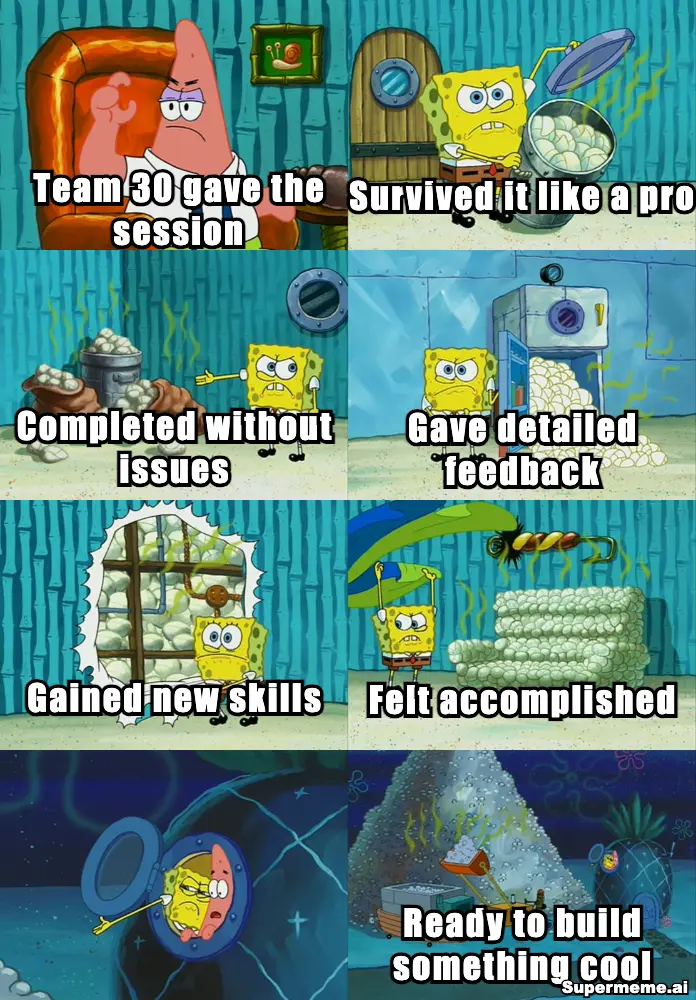 Team 30 gave the
session
Survived it like a pro
Completed without
issues
Gave detailed
feedback
Gained new skills
Felt accomplished
Ready to build
something cool
Supermeme.ai